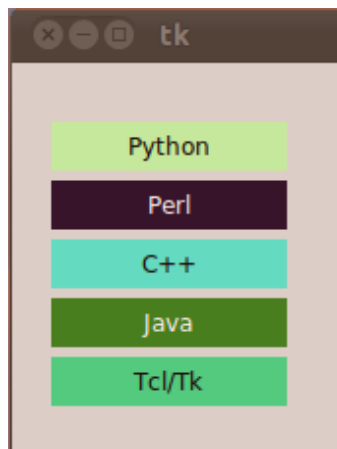 tk
Python
Perl
C++
Java
Tcl/Tk